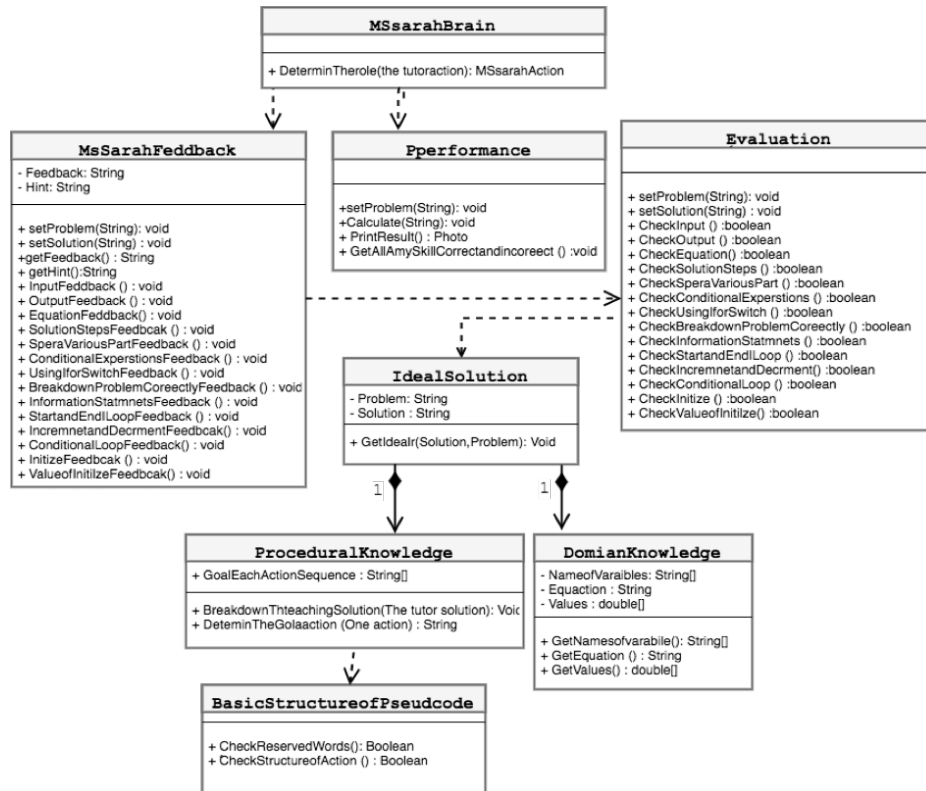 MSsarahBrain
+ DeterminTherole(the tutoraction): MSsarahAction
MsSarahFeddback
- Feedback: String
- Hint: String
+ setProblem(String): void
+ setSolution(String) : void
+getFeedback() : String
+ getHint():String
+ InputFeddback() : void
+ OutputFeedback () : void
+ EquationFeddback() : void
+ SolutionStepsFeedbcak () : void
+ SperaVariousPartFeedback () : void
+ ConditionalExperstionsFeedback() : void
+ UsingIforSwitchFeedback() : void
+ BreakdownProblemCoreectlyFeedback () : void
+ InformationStatmnetsFeedback() : void
+ StartandEndlLoopFeedback() : void
+ IncremnetandDecrmentFeedbcak() : void
+ ConditionalLoopFeedback() : void
+ InitizeFeedbcak () : void
+ ValueofInitilzeFeedbcak() : void
Pperformance
+setProblem(String): void
+Calculate(String): void
+ PrintResult() : Photo
+ GetAllAmySkillCorrectandincoreect () :void
Evaluation
+ setProblem(String): void
+ setSolution(String) : void
+ CheckInput () :boolean
+ CheckOutput () :boolean
+ CheckEquation() :boolean
+ CheckSolutionSteps () :boolean
+ CheckSperaVariousPart () :boolean
+ CheckConditionalExperstions () :boolean
+ CheckUsingIforSwitch () :boolean
+ CheckBreakdownProblemCoreectly () :boolean
+ CheckInformationStatmnets () :boolean
+ CheckStartandEndlLoop () :boolean
+ CheckIncremnetandDecrment() :boolean
+ CheckConditionalLoop () :boolean
+ CheckInitize () :boolean
+ CheckValueofInitilze() :boolean
IdealSolution
- Problem: String
- Solution : String
+ GetIdealr(Solution,Problem): Void
1
1
ProceduralKnowledge
+ GoalEachActionSequence : String[]
+ BreakdownThteachingSolution(The tutor solution): Void
+ DeteminTheGolaaction (One action) : String
DomianKnowledge
- NameofVaraibles: String[]
- Equaction : String
- Values : double[]
+ GetNamesofvarabile(): String[]
+ GetEquation () : String
+ GetValues() : double[]
BasicStructureofPseudcode
+ CheckReservedWords(): Boolean
+ CheckStructureofAction () : Boolean